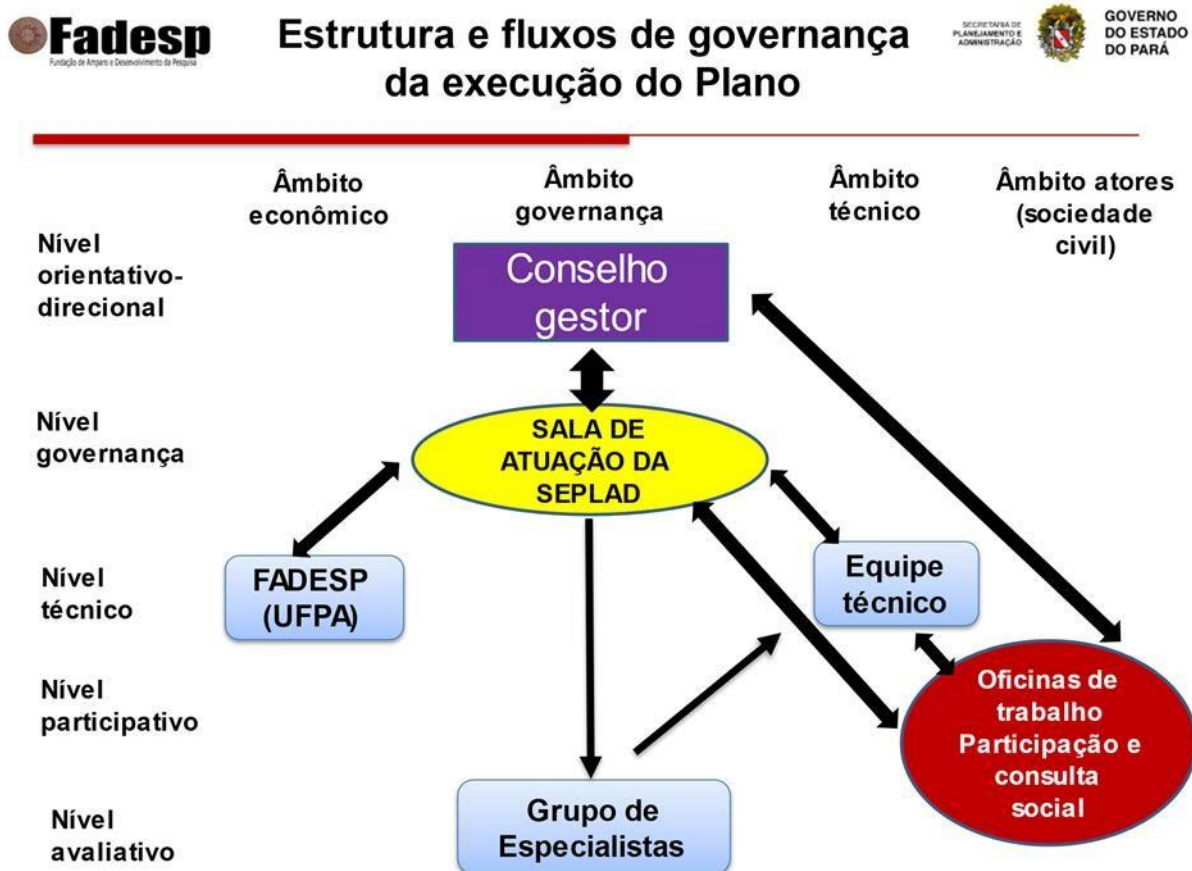 Fadesp
Fundação de Amparo e Desenvolvimento da Pesquisa
Estrutura e fluxos de governança
da execução do Plano
SECRETARIA DE
PLANEJAMENTO E
ADMINISTRAÇÃO
GOVERNO
DO ESTADO
DO PARÁ
Âmbito
econômico
Âmbito
governança
Âmbito
técnico
Âmbito atores
(sociedade
civil)
Nível
orientativo-
direcional
Conselho
gestor
Nível
governança
SALA DE
ATUAÇÃO DA
SEPLAD
Nível
técnico
FADESP
(UFPA)
Equipe
técnico
Nível
participativo
Oficinas de
trabalho
Participação e
consulta
social
Nível
avaliativo
Grupo de
Especialistas